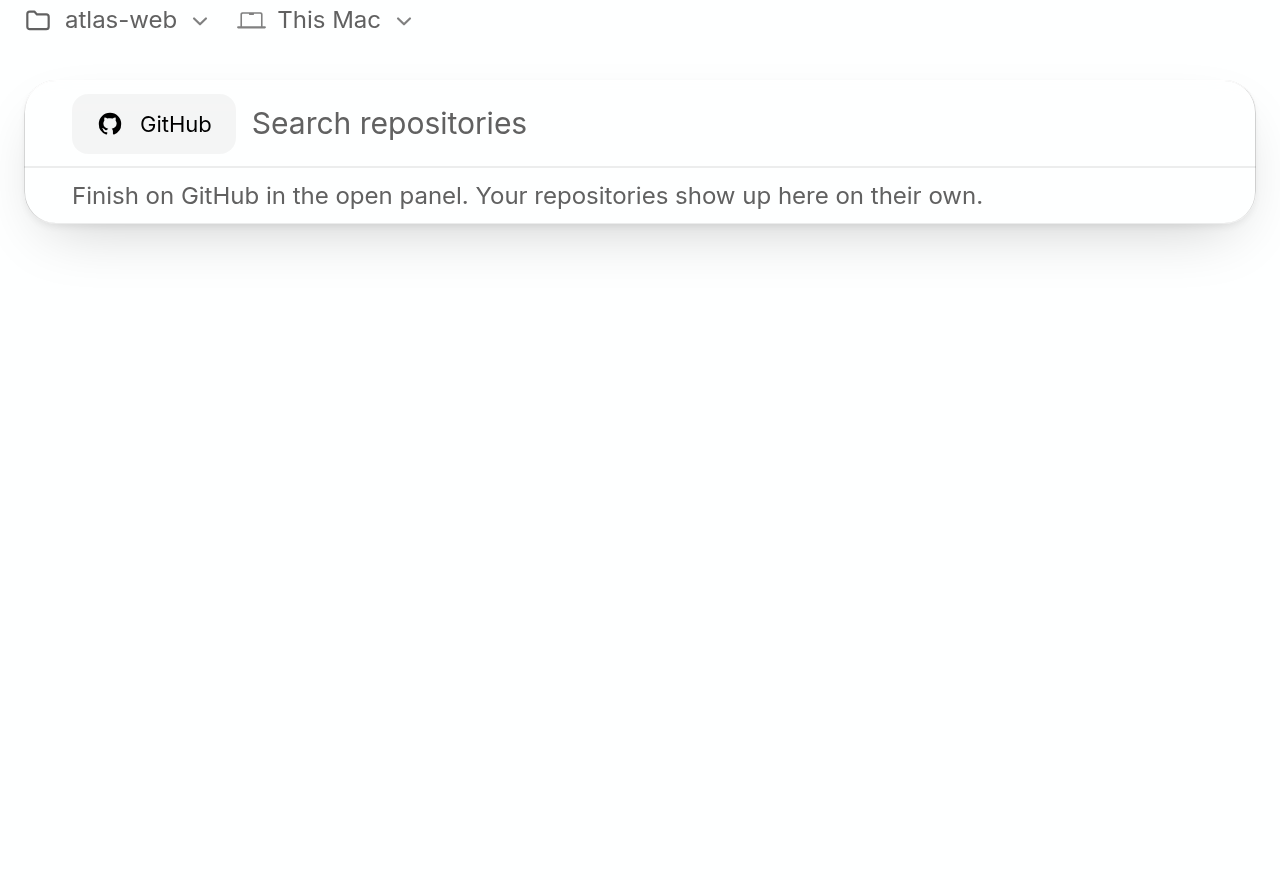 atlas-web This Mac
GitHub Search repositories
Finish on GitHub in the open panel. Your repositories show up here on their own.